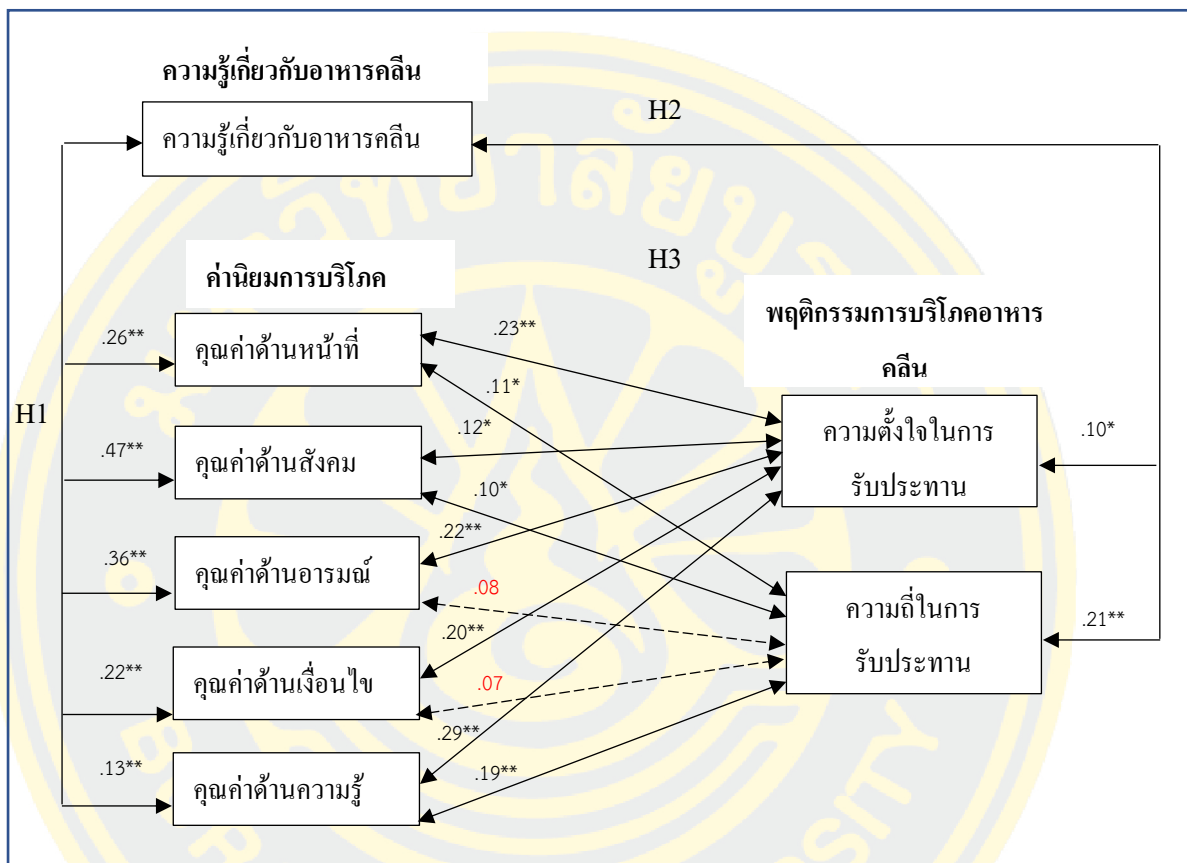 ความรู้เกี่ยวกับอาหารคลีน
ความรู้เกี่ยวกับอาหารคลีน
H2
H3
ค่านิยมการบริโภค
พฤติกรรมการบริโภคอาหาร
คลีน
H1
.26**
คุณค่าด้านหน้าที่
.23**
.11*
.47**
คุณค่าด้านสังคม
.12*
.10*
ความตั้งใจในการ
รับประทาน
.10*
.36**
คุณค่าด้านอารมณ์
.22**
.08
ความถี่ในการ
รับประทาน
.21**
.22**
คุณค่าด้านเงื่อนไข
.20**
.07
.13**
คุณค่าด้านความรู้
.29**
.19**